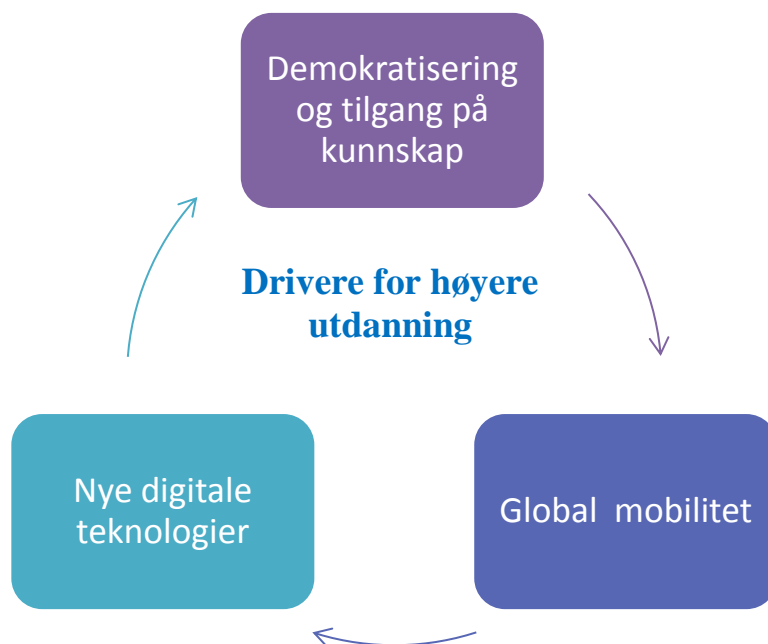 Demokratisering
og tilgang på
kunnskap
Drivere for høyere
utdanning
Nye digitale
teknologier
Global  mobilitet